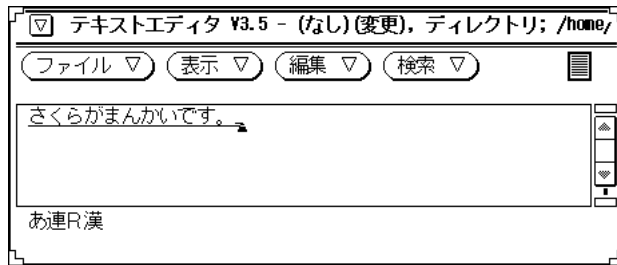 テキストエディタ V3.5 - (なし)(変更), ディレクトリ; /home/
ファイル ▽ 表示 ▽ 編集 ▽ 検索 ▽
さくらがまんかいです。
あ連R漢